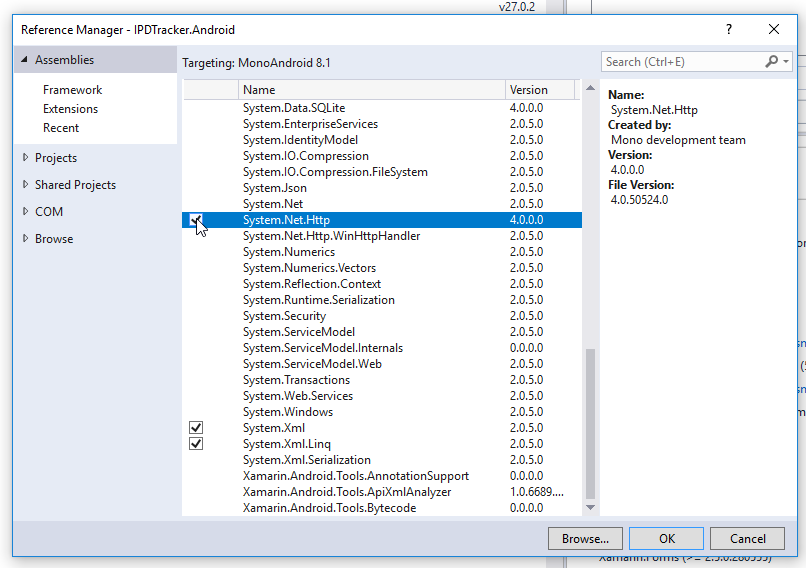 v27.0.2
Reference Manager - IPDTracker.Android
?
Assemblies
Framework
Extensions
Recent
Projects
Shared Projects
COM
Browse
Targeting: MonoAndroid 8.1
Search (Ctrl+E)
Name Version
System.Data.SQLite 4.0.0.0
System.EnterpriseServices 2.0.5.0
System.IdentityModel 2.0.5.0
System.IO.Compression 2.0.5.0
System.IO.Compression.FileSystem 2.0.5.0
System.Json 2.0.5.0
System.Net 2.0.5.0
System.Net.Http 4.0.0.0
System.Net.Http.WinHttpHandler 2.0.5.0
System.Numerics 2.0.5.0
System.Numerics.Vectors 2.0.5.0
System.Reflection.Context 2.0.5.0
System.Runtime.Serialization 2.0.5.0
System.Security 2.0.5.0
System.ServiceModel 2.0.5.0
System.ServiceModel.Internals 0.0.0.0
System.ServiceModel.Web 2.0.5.0
System.Transactions 2.0.5.0
System.Web.Services 2.0.5.0
System.Windows 2.0.5.0
System.Xml 2.0.5.0
System.Xml.Linq 2.0.5.0
System.Xml.Serialization 2.0.5.0
Xamarin.Android.Tools.AnnotationSupport 0.0.0.0
Xamarin.Android.Tools.ApiXmlAnalyzer 1.0.6689....
Xamarin.Android.Tools.Bytecode 0.0.0.0
Name:
System.Net.Http
Created by:
Mono development team
Version:
4.0.0.0
File Version:
4.0.50524.0
Browse... OK Cancel